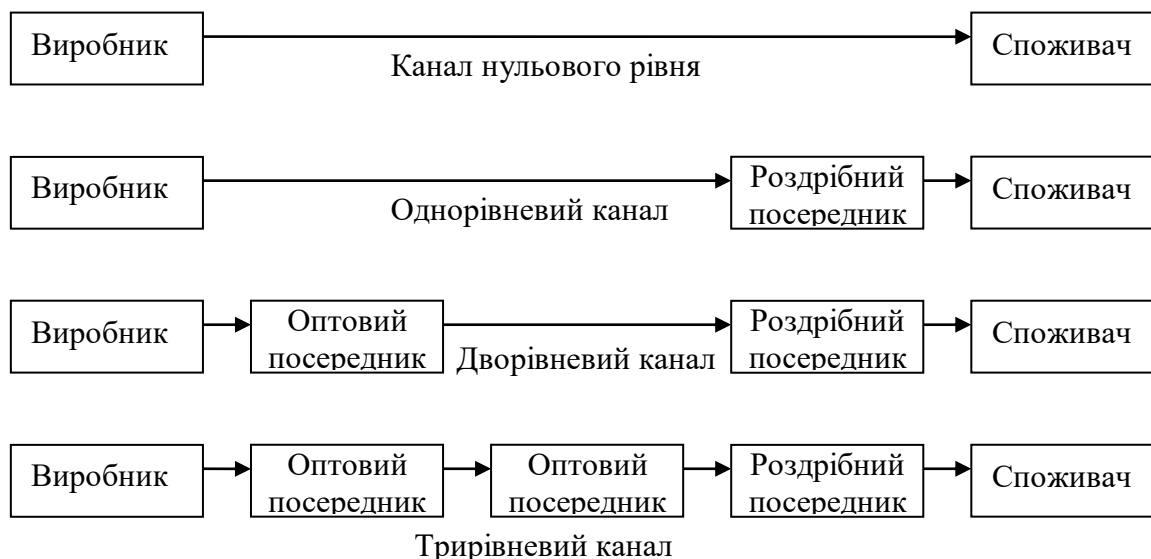 Виробник
Споживач
Канал нульового рівня
Виробник
Роздрібний
посередник
Споживач
Однорівневий канал
Виробник
Оптовий
посередник
Роздрібний
посередник
Споживач
Дворівневий канал
Виробник
Оптовий
посередник
Оптовий
посередник
Роздрібний
посередник
Споживач
Трирівневий канал